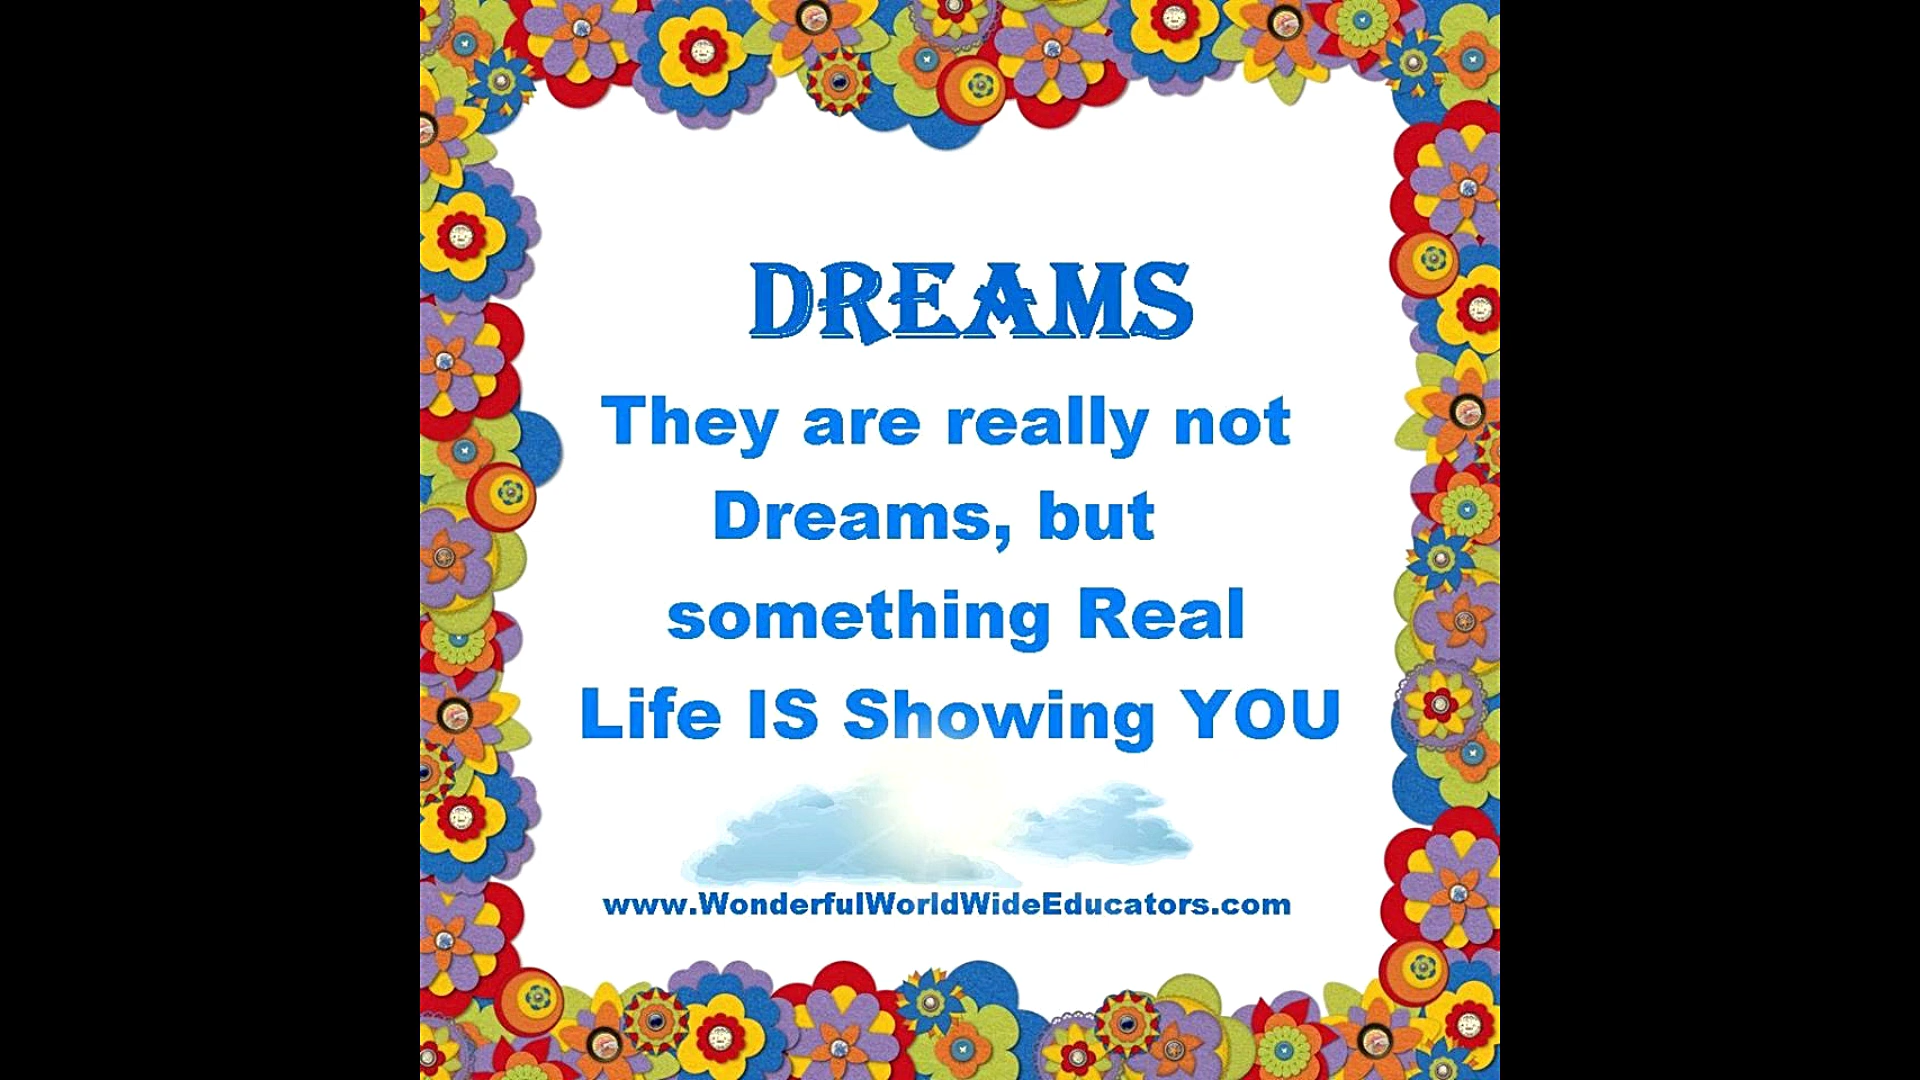 DREAMS
They are really not
Dreams, but
something Real
Life IS Showing YOU
www.WonderfulWorldWideEducators.com